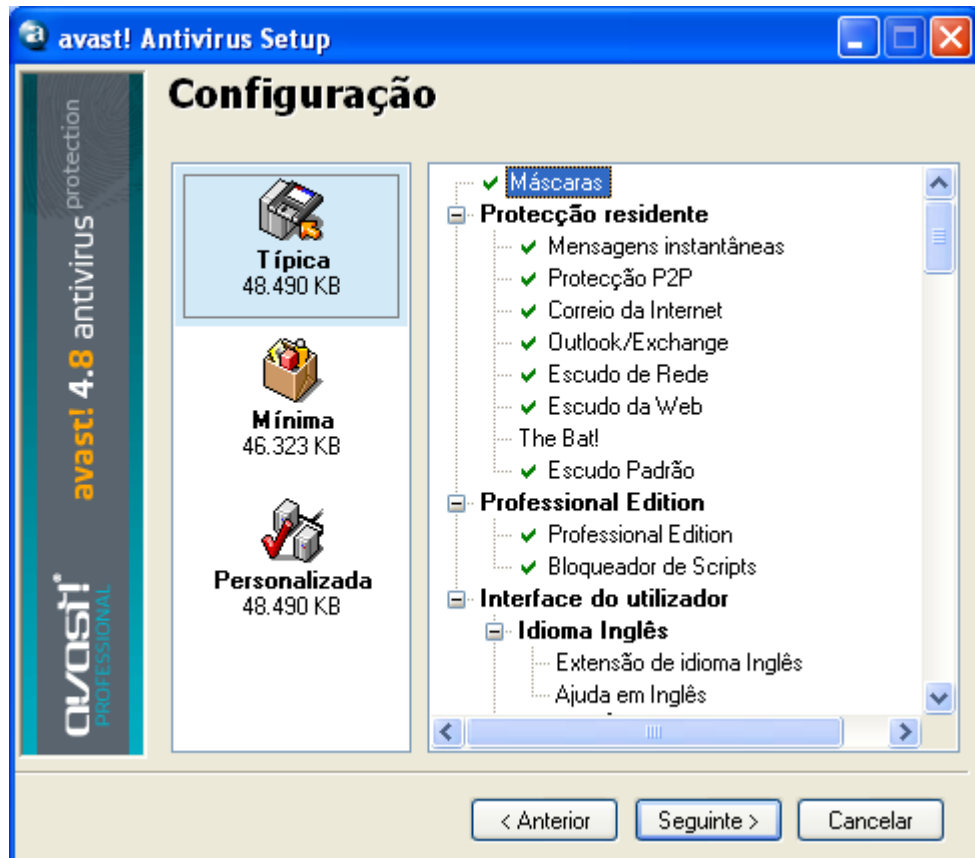 avast! Antivirus Setup
Configuração
avast! 4.8 antivirus protection
avast!
PROFESSIONAL
Típica
48.490 KB
Mínima
46.323 KB
Personalizada
48.490 KB
Máscaras
Protecção residente
Mensagens instantâneas
Protecção P2P
Correio da Internet
Outlook/Exchange
Escudo de Rede
Escudo da Web
The Bat!
Escudo Padrão
Professional Edition
Professional Edition
Bloqueador de Scripts
Interface do utilizador
Idioma Inglês
Extensão de idioma Inglês
Ajuda em Inglês
< Anterior
Seguinte >
Cancelar